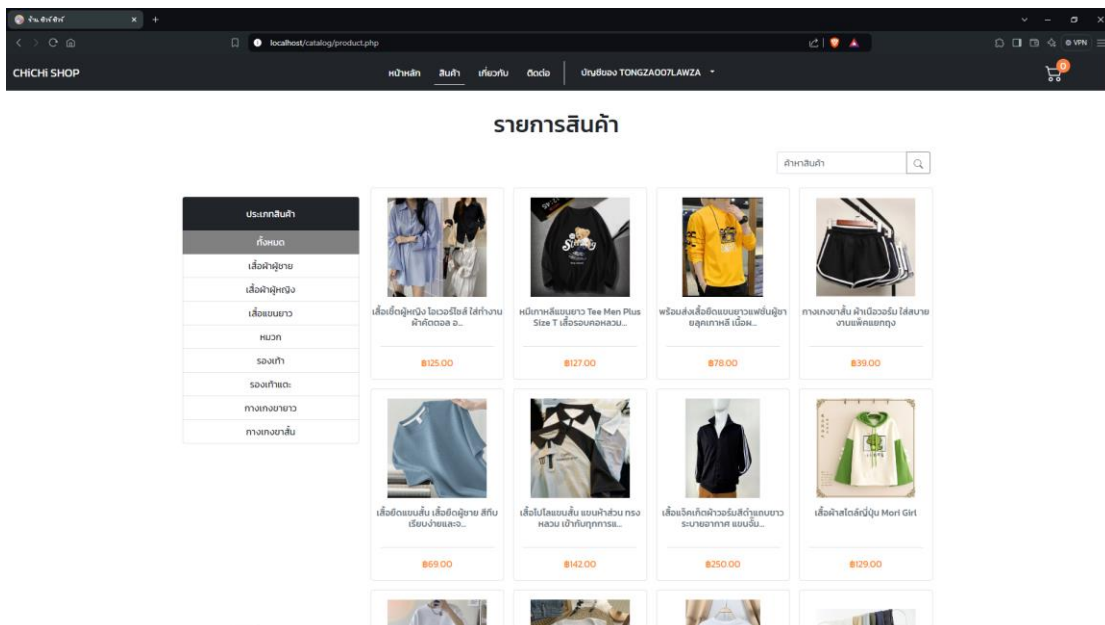 ร้าน ชิชิ ช้อป
localhost/catalog/product.php
VPN
CHiCHi SHOP
หน้าหลัก สินค้า เกี่ยวกับ ติดต่อ บัญชีของ TONGZA007LAWZA
0
รายการสินค้า
ค้าหาสินค้า
ประเภทสินค้า
ทั้งหมด
เสื้อผ้าผู้ชาย
เสื้อผ้าผู้หญิง
เสื้อแขนยาว
หมวก
รองเท้า
รองเท้าแตะ
กางเกงขายาว
กางเกงขาสั้น
เสื้อเชิ้ตผู้หญิง โอเวอร์ไซส์ ใส่ทำงาน
ผ้าคัตตอล อ...
฿125.00
หมีเกาหลีแขนยาว Tee Men Plus
Size T เสื้อรอบคอหลวม...
฿127.00
พร้อมส่งเสื้อยืดแขนยาวแฟชั่นผู้ชา
ยลุคเกาหลี เนื้อผ...
฿78.00
กางเกงขาสั้น ผ้าเนือวอร์ม ใส่สบาย
งานแพ็คแยกถุง
฿39.00
เสื้อยืดแขนสั้น เสื้อยืดผู้ชาย สีทึบ
เรียบง่ายและจ...
฿69.00
เสื้อโปโลแขนสั้น แขนห้าส่วน ทรง
หลวม เข้ากับทุกการแ...
฿142.00
เสื้อแจ็คเก็ตผ้าวอร์มสีดำแถบขาว
ระบายอากาศ แขนจั๊ม...
฿250.00
เสื้อผ้าสไตล์ญี่ปุ่น Mori Girl
฿129.00